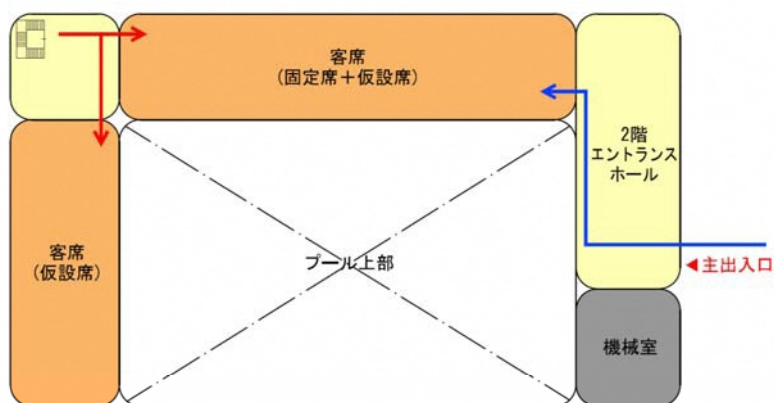 客席
(固定席＋仮設席)
2階
エントランス
ホール
客席
(仮設席)
プール上部
◀主出入口
機械室